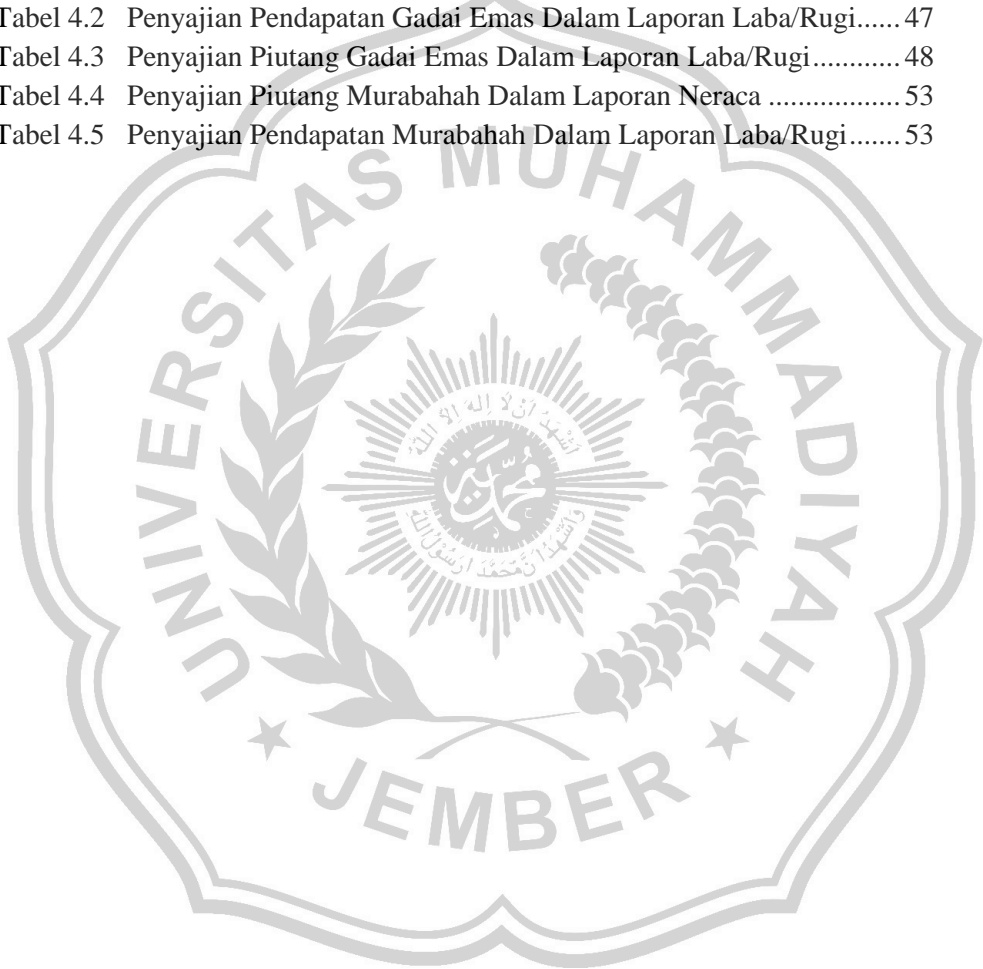 Tabel 4.2 Penyajian Pendapatan Gadai Emas Dalam Laporan Laba/Rugi...... 47
Tabel 4.3 Penyajian Piutang Gadai Emas Dalam Laporan Laba/Rugi............ 48
Tabel 4.4 Penyajian Piutang Murabahah Dalam Laporan Neraca .................. 53
Tabel 4.5 Penyajian Pendapatan Murabahah Dalam Laporan Laba/Rugi....... 53
UNIVERSITAS MUHAMMADIYAH
JEMBER